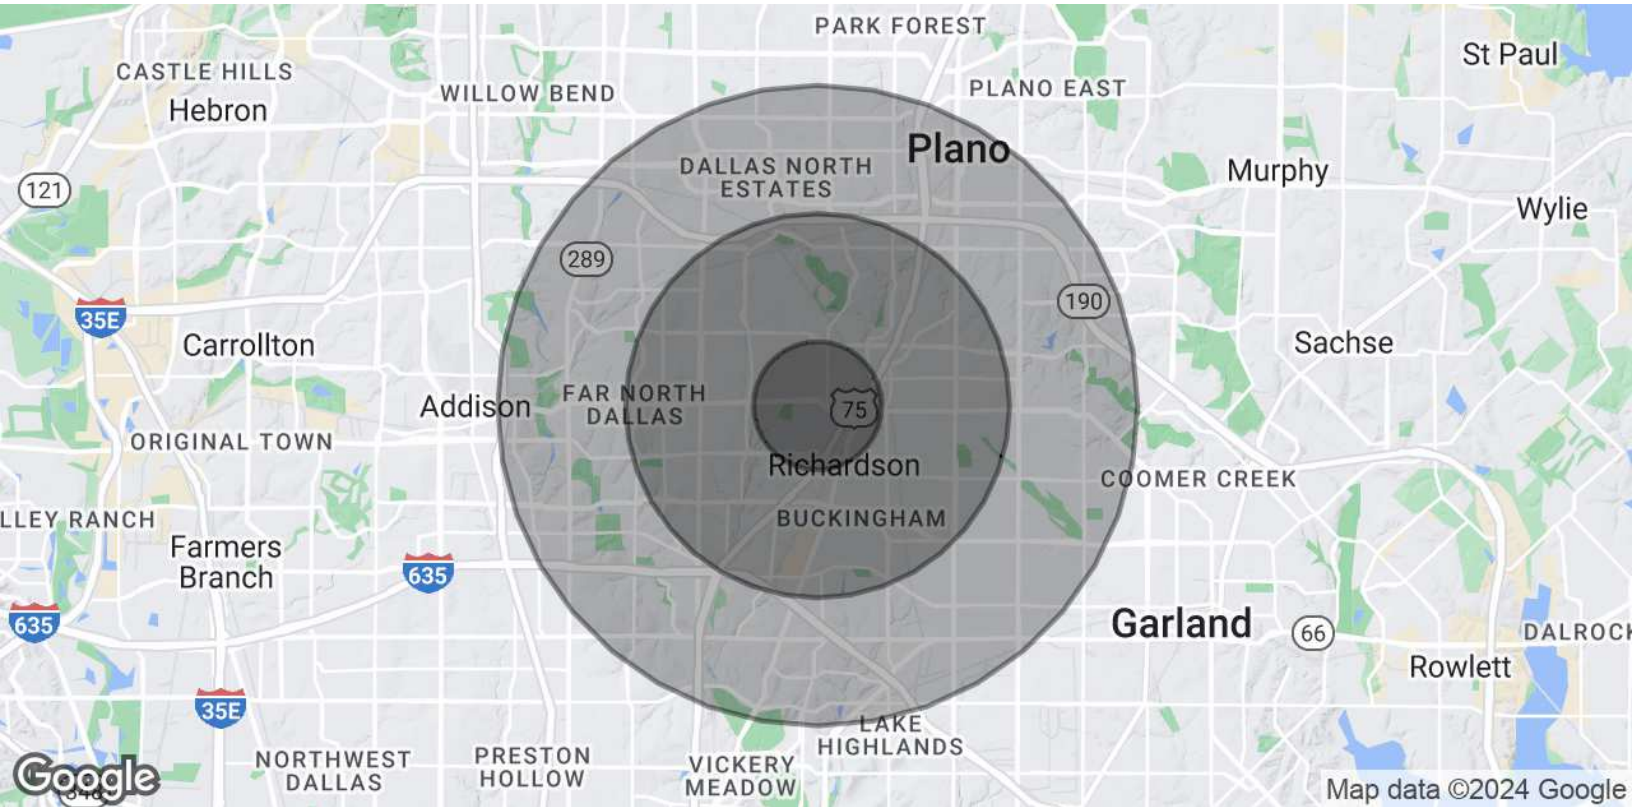 PARK FOREST
St Paul
CASTLE HILLS
WILLOW BEND
PLANO EAST
Hebron
Plano
DALLAS NORTH
ESTATES
Murphy
121
Wylie
289
190
35E
Carrollton
Sachse
Addison
FAR NORTH
DALLAS
75
ORIGINAL TOWN
Richardson
COOMER CREEK
LLEY RANCH
BUCKINGHAM
Farmers
Branch
635
635
Garland
66
DALROCK
Rowlett
35E
LAKE
HIGHLANDS
NORTHWEST
DALLAS
PRESTON
HOLLOW
VICKERY
MEADOW
Google
348
Map data ©2024 Google